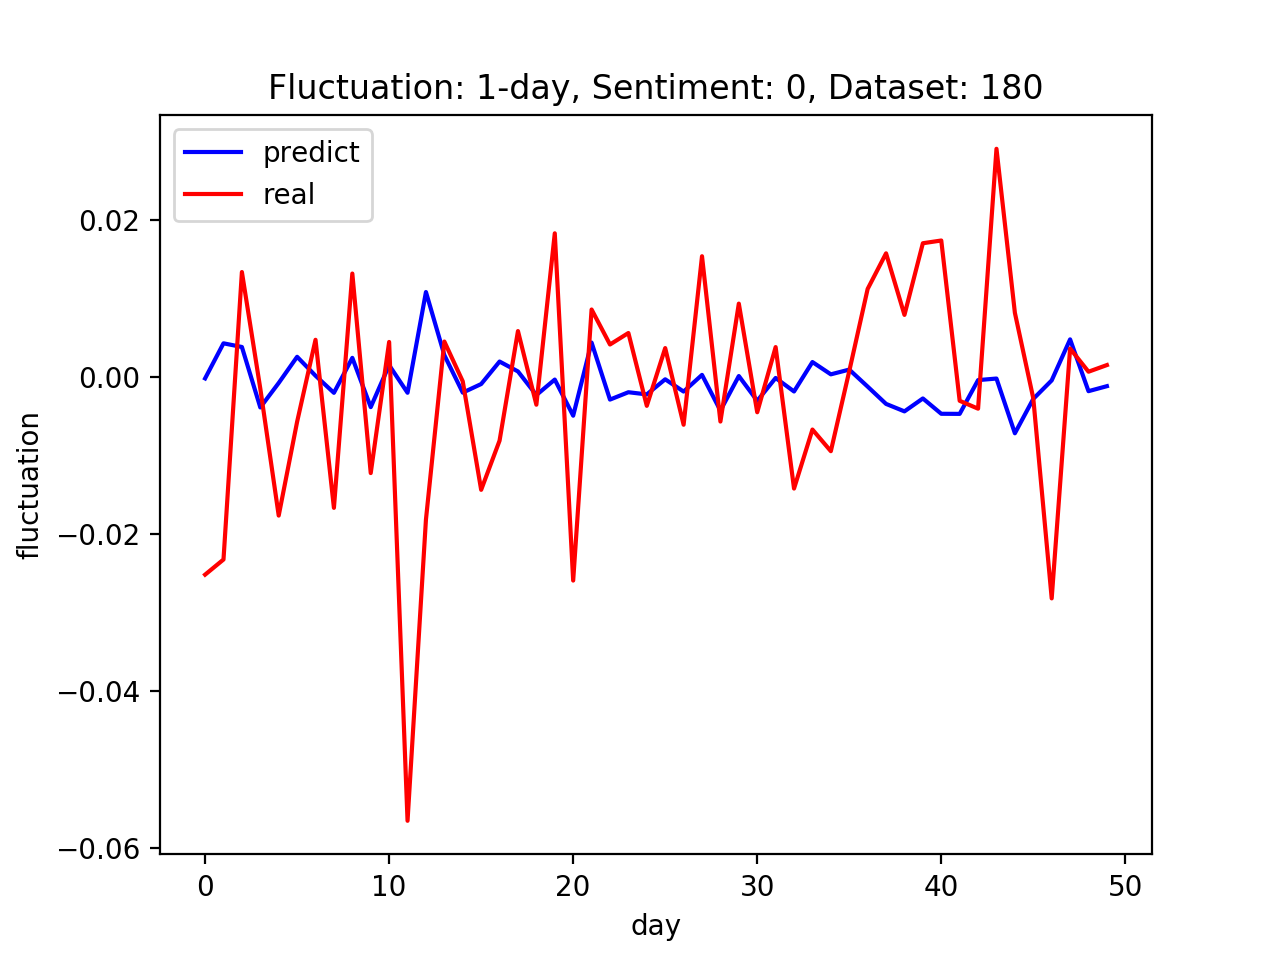 Fluctuation: 1-day, Sentiment: 0, Dataset: 180
predict
real
0.02
0.00
−0.02
−0.04
−0.06
fluctuation
0 10 20 30 40 50
day